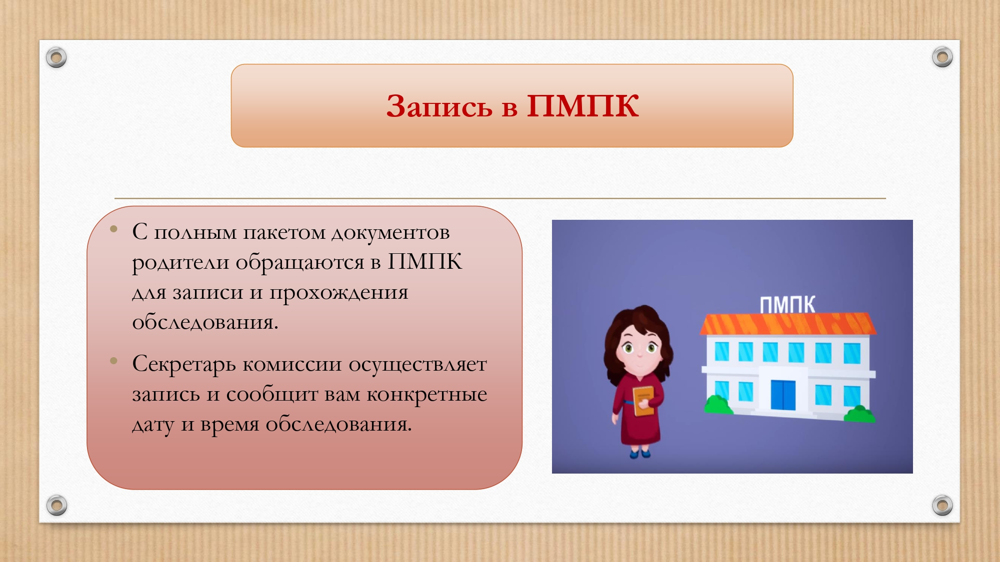 Запись в ПМПК
• С полным пакетом документов
родители обращаются в ПМПК
для записи и прохождения
обследования.
• Секретарь комиссии осуществляет
запись и сообщит вам конкретные
дату и время обследования.
ПМПК